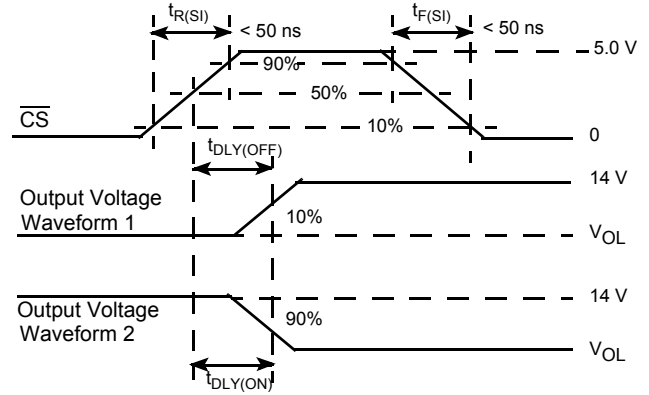 tR(SI)
< 50 ns
tF(SI)
< 50 ns
90%
5.0 V
50%
CS
10%
0
tDLY(OFF)
14 V
Output Voltage
Waveform 1
10%
VOL
14 V
Output Voltage
Waveform 2
90%
VOL
tDLY(ON)